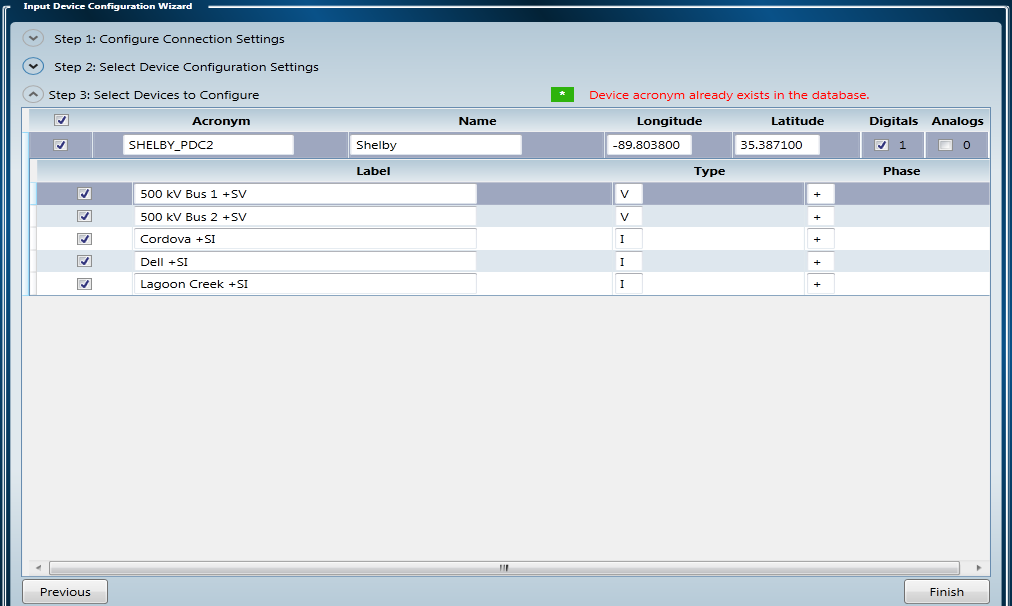 Input Device Configuration Wizard
Step 1: Configure Connection Settings
Step 2: Select Device Configuration Settings
Step 3: Select Devices to Configure * Device acronym already exists in the database.
Acronym Name Longitude Latitude Digitals Analogs
SHELBY_PDC2 Shelby -89.803800 35.387100 1 0
Label Type Phase
500 kV Bus 1 +SV V +
500 kV Bus 2 +SV V +
Cordova +SI I +
Dell +SI I +
Lagoon Creek +SI I +
Previous Finish